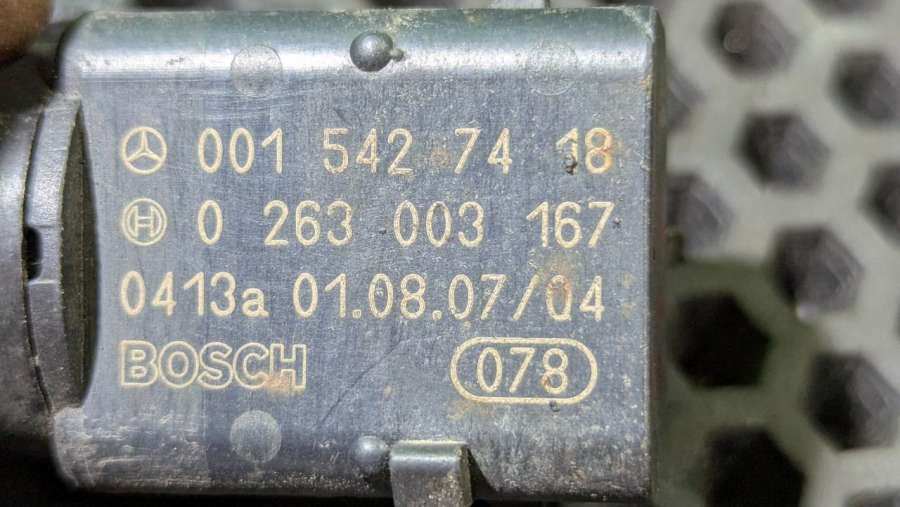 001 542 74 18
0 263 003 167
0413a 01.08.07/04
BOSCH 078